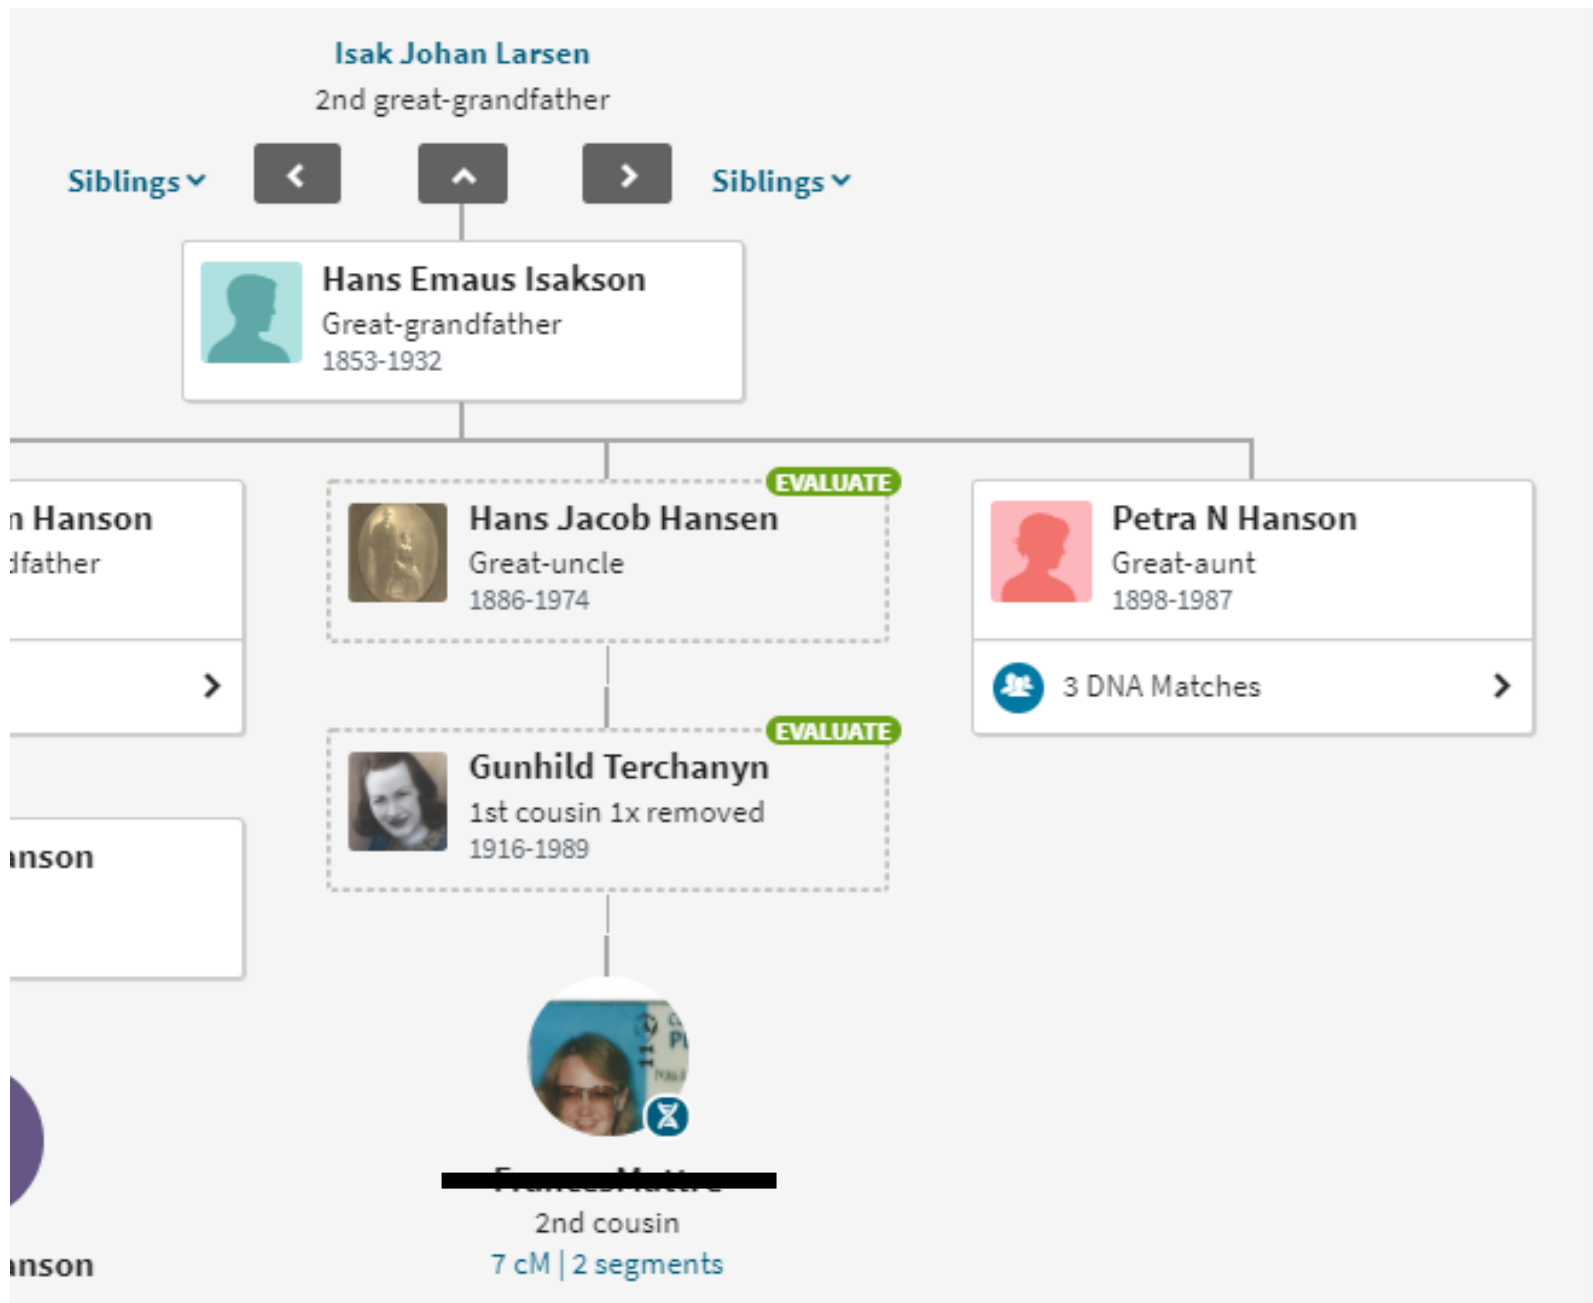 Isak Johan Larsen
2nd great-grandfather
Siblings
Siblings
Hans Emaus Isakson
Great-grandfather
1853-1932
n Hanson
dfather
EVALUATE
Hans Jacob Hansen
Great-uncle
1886-1974
Petra N Hanson
Great-aunt
1898-1987
3 DNA Matches
EVALUATE
Gunhild Terchanyn
1st cousin 1x removed
1916-1989
anson
2nd cousin
7 cM | 2 segments
anson